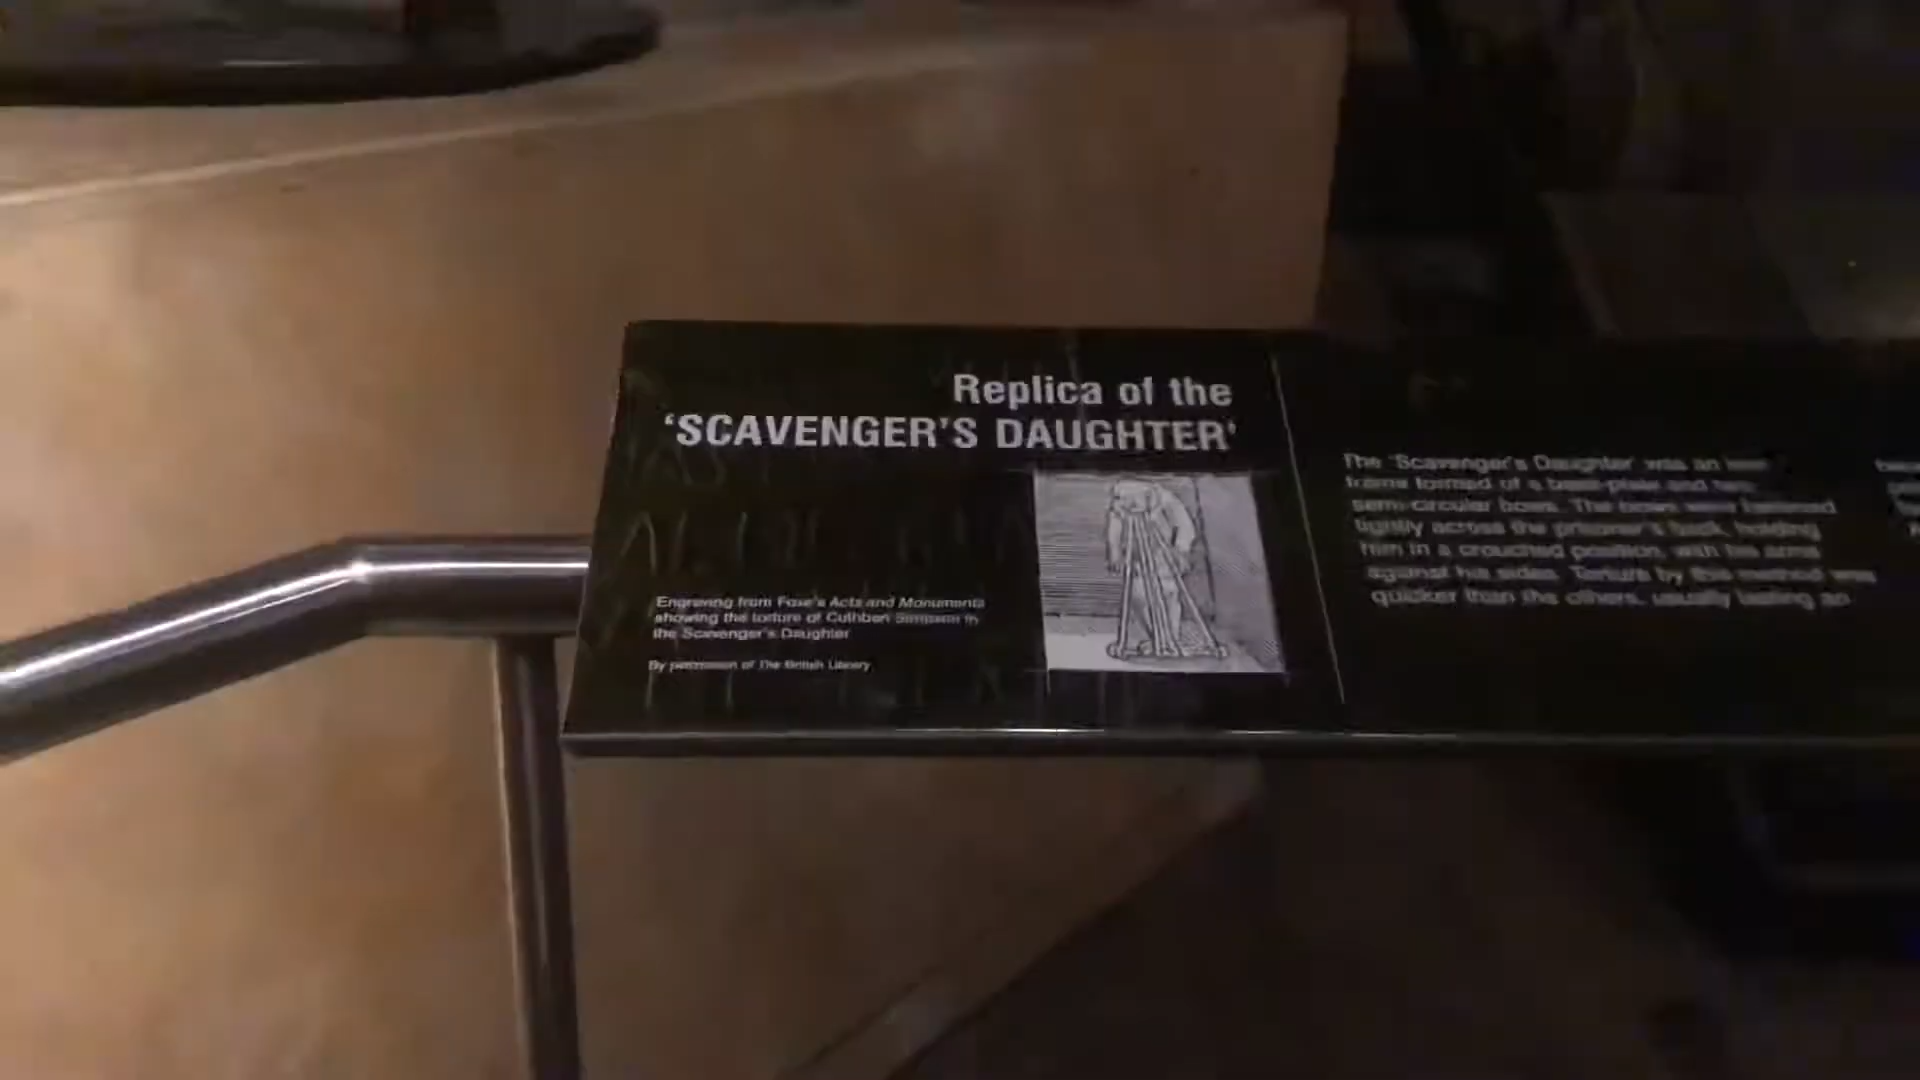 Replica of the
‘SCAVENGER’S DAUGHTER’
Engraving from Foxe's Acts and Monuments
showing the torture of Cuthbert Simpson in
the Scavenger's Daughter
By permission of The British Library
The 'Scavenger's Daughter' was an
frame formed of a base-plate and two
semi-circular bows. The bows were fastened
tightly across the prisoner's back, holding
him in a crouched position, with his arms
against his sides. Torture by this method was
quicker than the others, usually lasting